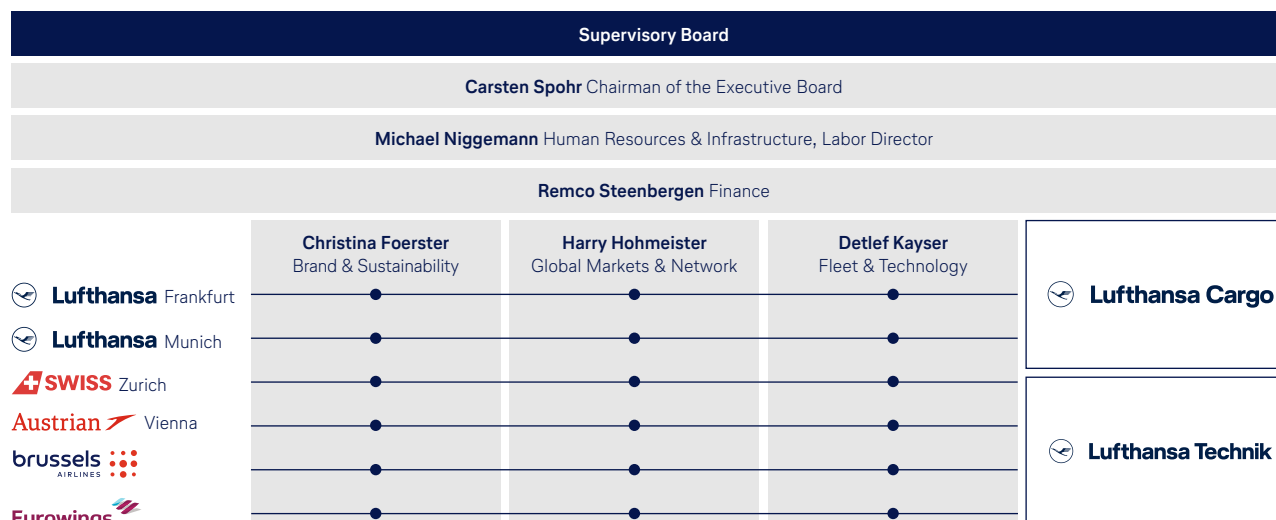 Supervisory Board
Carsten Spohr Chairman of the Executive Board
Michael Niggemann Human Resources & Infrastructure, Labor Director
Remco Steenbergen Finance
Christina Foerster
Brand & Sustainability
Harry Hohmeister
Global Markets & Network
Detlef Kayser
Fleet & Technology
Lufthansa Frankfurt
Lufthansa Munich
SWISS Zurich
Austrian Vienna
brussels
AIRLINES
Eurowings
Lufthansa Cargo
Lufthansa Technik